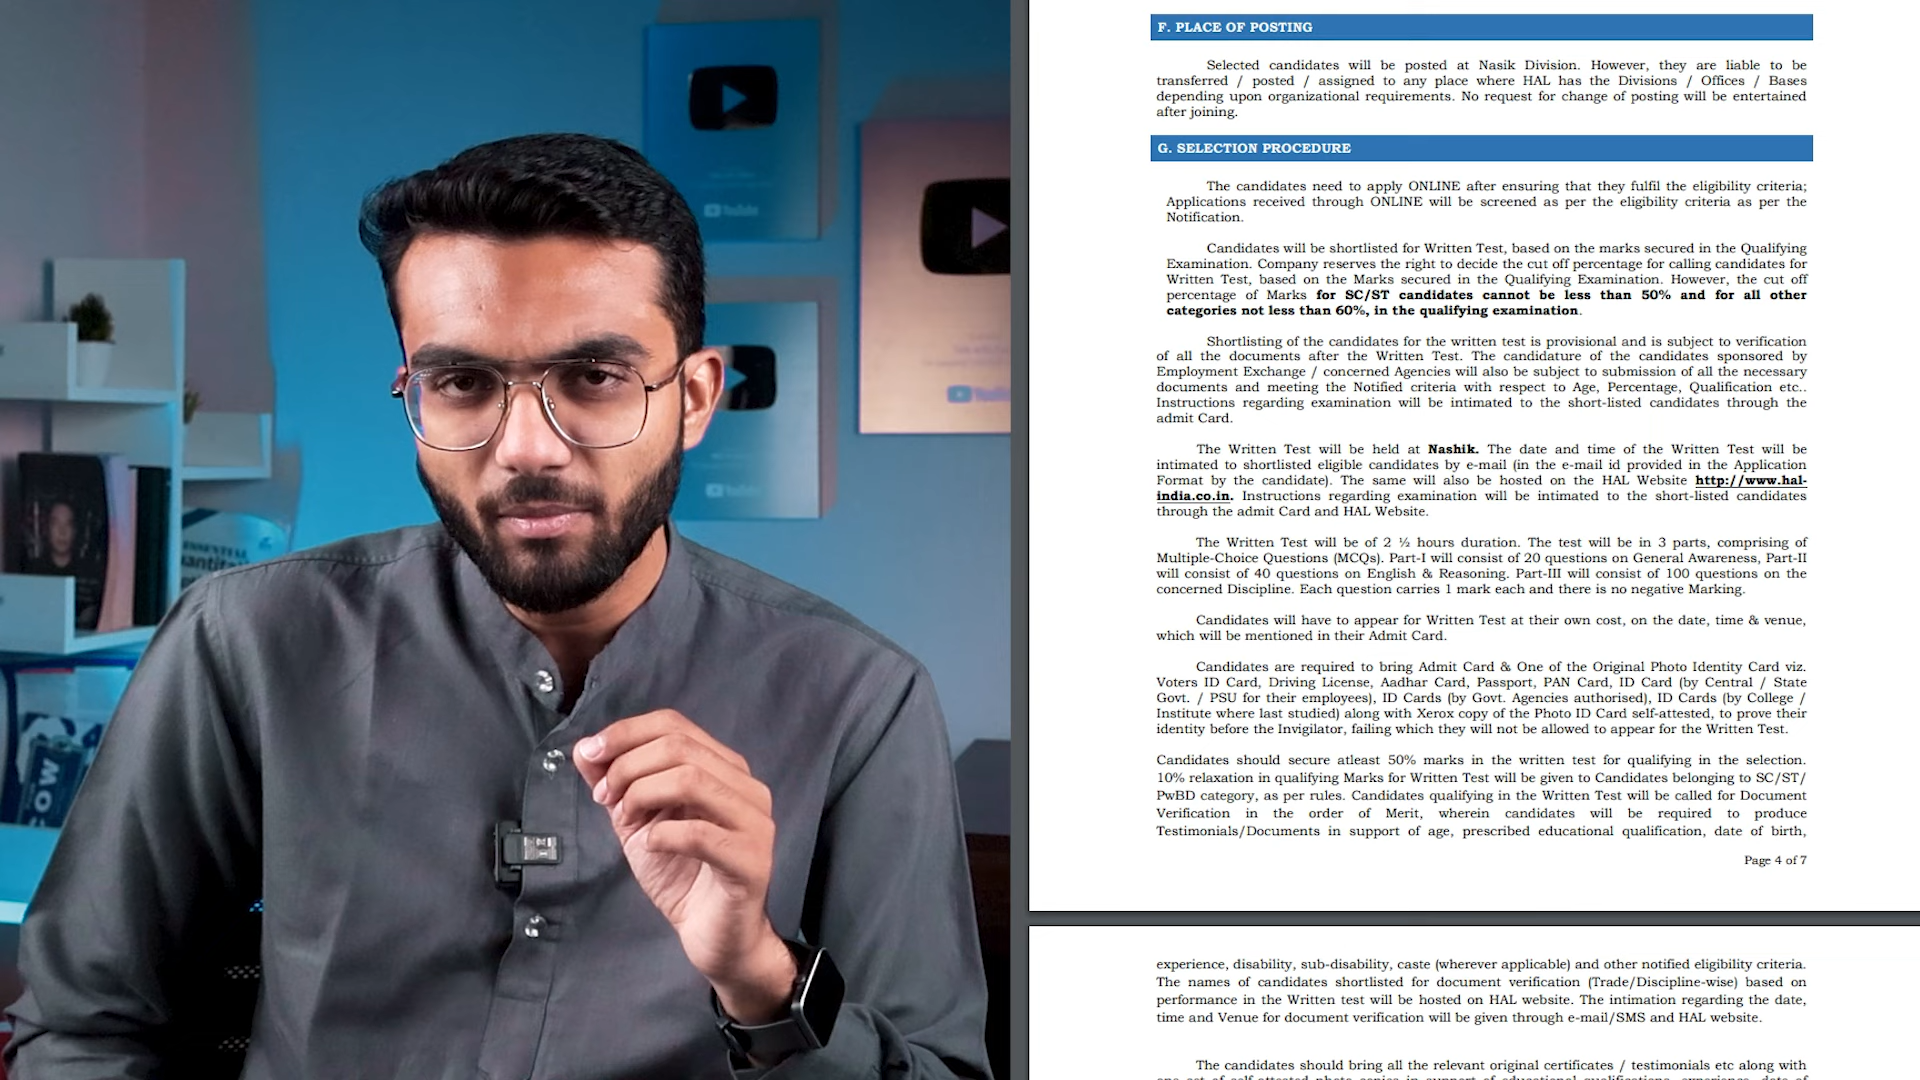 F. PLACE OF POSTING
Selected candidates will be posted at Nasik Division. However, they are liable to be
transferred / posted / assigned to any place where HAL has the Divisions / Offices / Bases
depending upon organizational requirements. No request for change of posting will be entertained
after joining.
G. SELECTION PROCEDURE
The candidates need to apply ONLINE after ensuring that they fulfil the eligibility criteria;
Applications received through ONLINE will be screened as per the eligibility criteria as per the
Notification.
Candidates will be shortlisted for Written Test, based on the marks secured in the Qualifying
Examination. Company reserves the right to decide the cut off percentage for calling candidates for
Written Test, based on the Marks secured in the Qualifying Examination. However, the cut off
percentage of Marks for SC/ST candidates cannot be less than 50% and for all other
categories not less than 60%, in the qualifying examination.
Shortlisting of the candidates for the written test is provisional and is subject to verification
of all the documents after the Written Test. The candidature of the candidates sponsored by
Employment Exchange / concerned Agencies will also be subject to submission of all the necessary
documents and meeting the Notified criteria with respect to Age, Percentage, Qualification etc..
Instructions regarding examination will be intimated to the short-listed candidates through the
admit Card.
The Written Test will be held at Nashik. The date and time of the Written Test will be
intimated to shortlisted eligible candidates by e-mail (in the e-mail id provided in the Application
Format by the candidate). The same will also be hosted on the HAL Website http://www.hal-
india.co.in. Instructions regarding examination will be intimated to the short-listed candidates
through the admit Card and HAL Website.
The Written Test will be of 2 ½ hours duration. The test will be in 3 parts, comprising of
Multiple-Choice Questions (MCQs). Part-I will consist of 20 questions on General Awareness, Part-II
will consist of 40 questions on English & Reasoning. Part-III will consist of 100 questions on the
concerned Discipline. Each question carries 1 mark each and there is no negative Marking.
Candidates will have to appear for Written Test at their own cost, on the date, time & venue,
which will be mentioned in their Admit Card.
Candidates are required to bring Admit Card & One of the Original Photo Identity Card viz.
Voters ID Card, Driving License, Aadhar Card, Passport, PAN Card, ID Card (by Central / State
Govt. / PSU for their employees), ID Cards (by Govt. Agencies authorised), ID Cards (by College /
Institute where last studied) along with Xerox copy of the Photo ID Card self-attested, to prove their
identity before the Invigilator, failing which they will not be allowed to appear for the Written Test.
Candidates should secure atleast 50% marks in the written test for qualifying in the selection.
10% relaxation in qualifying Marks for Written Test will be given to Candidates belonging to SC/ST/
PwBD category, as per rules. Candidates qualifying in the Written Test will be called for Document
Verification in the order of Merit, wherein candidates will be required to produce
Testimonials/Documents in support of age, prescribed educational qualification, date of birth,
Page 4 of 7
experience, disability, sub-disability, caste (wherever applicable) and other notified eligibility criteria.
The names of candidates shortlisted for document verification (Trade/Discipline-wise) based on
performance in the Written test will be hosted on HAL website. The intimation regarding the date,
time and Venue for document verification will be given through e-mail/SMS and HAL website.
The candidates should bring all the relevant original certificates / testimonials etc along with
YouTube
YouTube